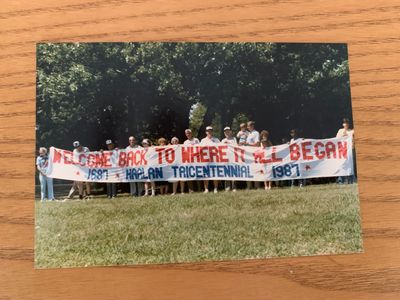 WELCOME BACK TO WHERE IT ALL BEGAN
1687 ★ HARLAN TRICENTENNIAL ★ 1987